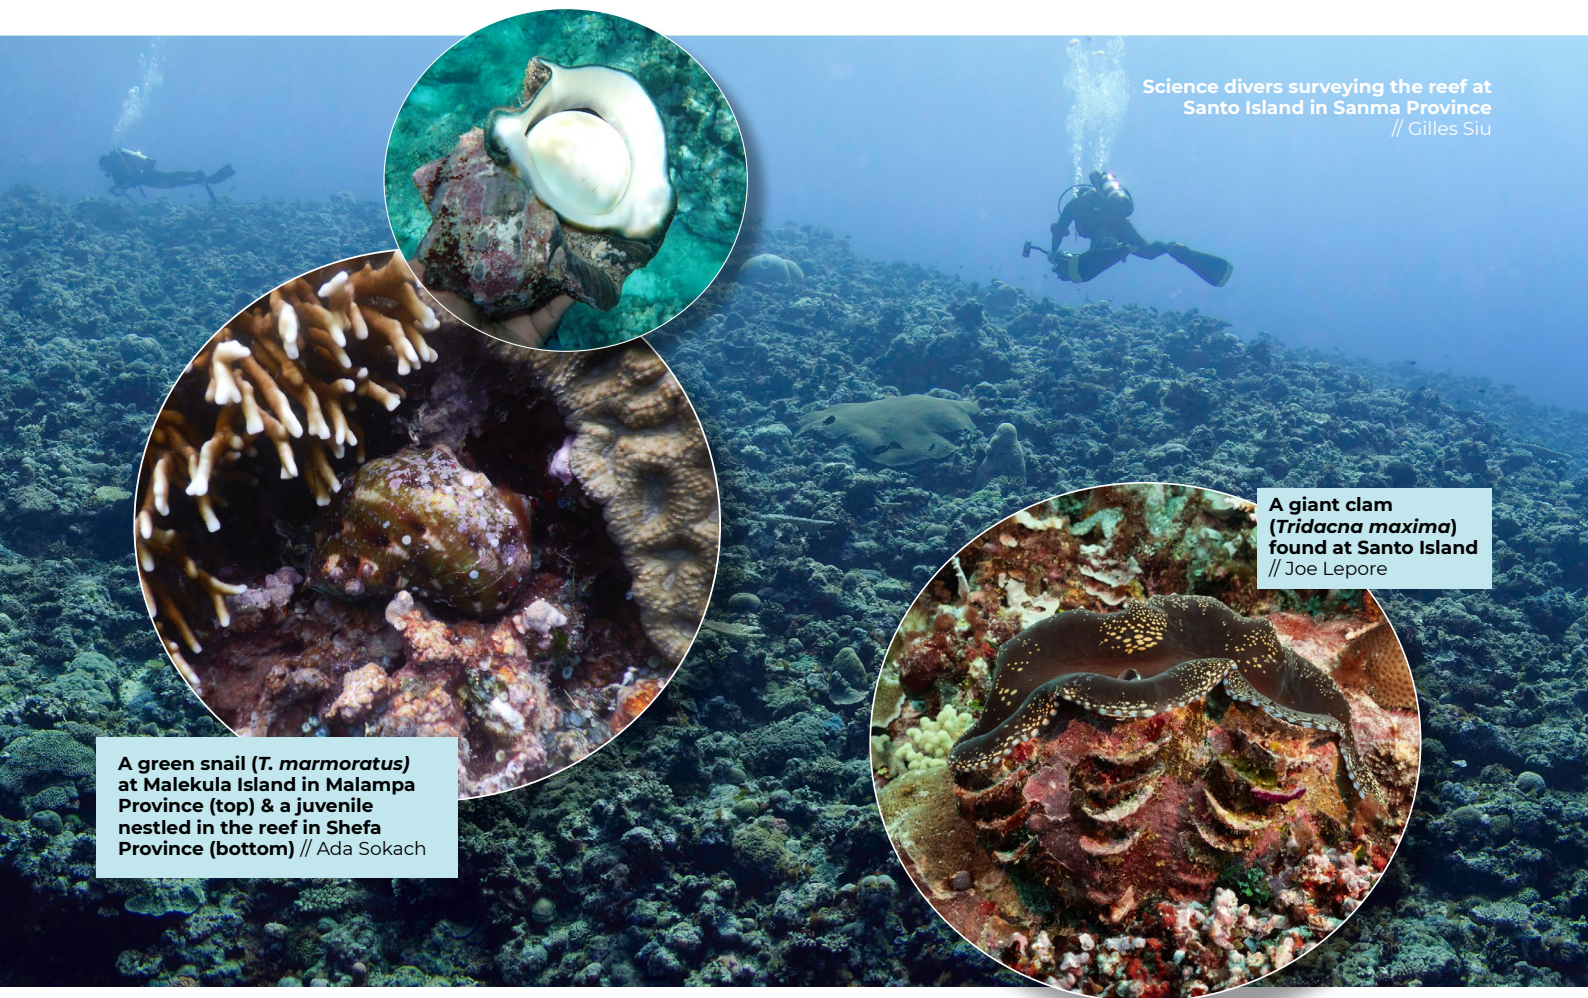 Science divers surveying the reef at
Santo Island in Sanma Province
// Gilles Siu
A giant clam
(Tridacna maxima)
found at Santo Island
// Joe Lepore
A green snail (T. marmoratus)
at Malekula Island in Malampa
Province (top) & a juvenile
nestled in the reef in Shefa
Province (bottom) // Ada Sokach